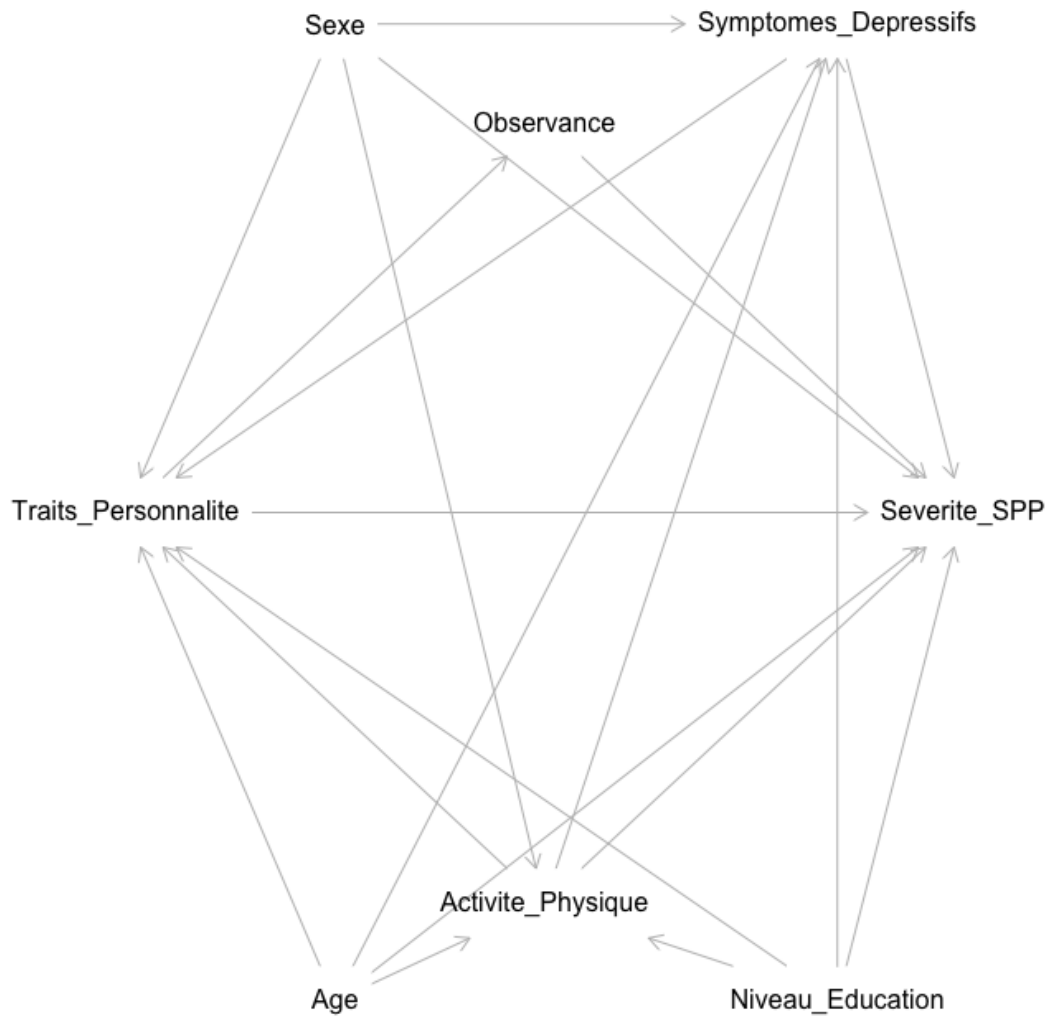 Sexe
Symptomes_Depressifs
Observance
Traits_Personnalite
Severite_SPP
Activite_Physique
Age
Niveau_Education